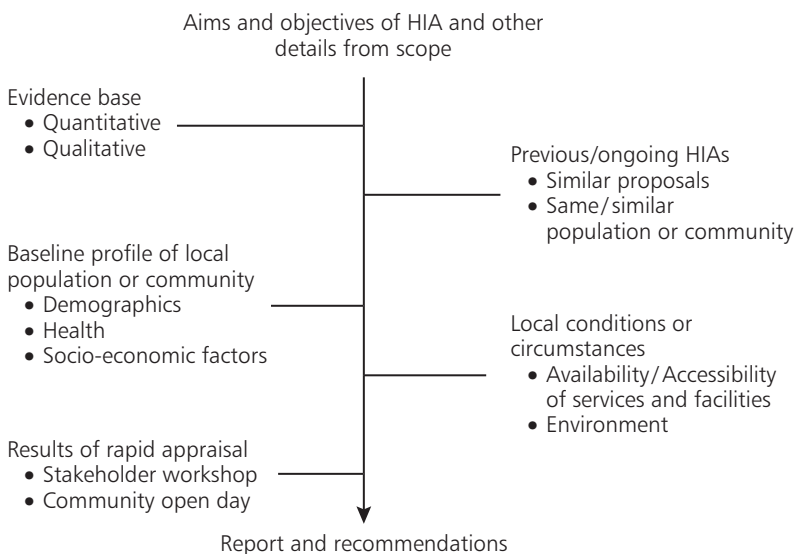 Aims and objectives of HIA and other
details from scope
Evidence base
• Quantitative
• Qualitative
Previous/ongoing HIAs
• Similar proposals
• Same/similar
population or community
Baseline profile of local
population or community
• Demographics
• Health
• Socio-economic factors
Local conditions or
circumstances
• Availability/Accessibility
of services and facilities
• Environment
Results of rapid appraisal
• Stakeholder workshop
• Community open day
Report and recommendations